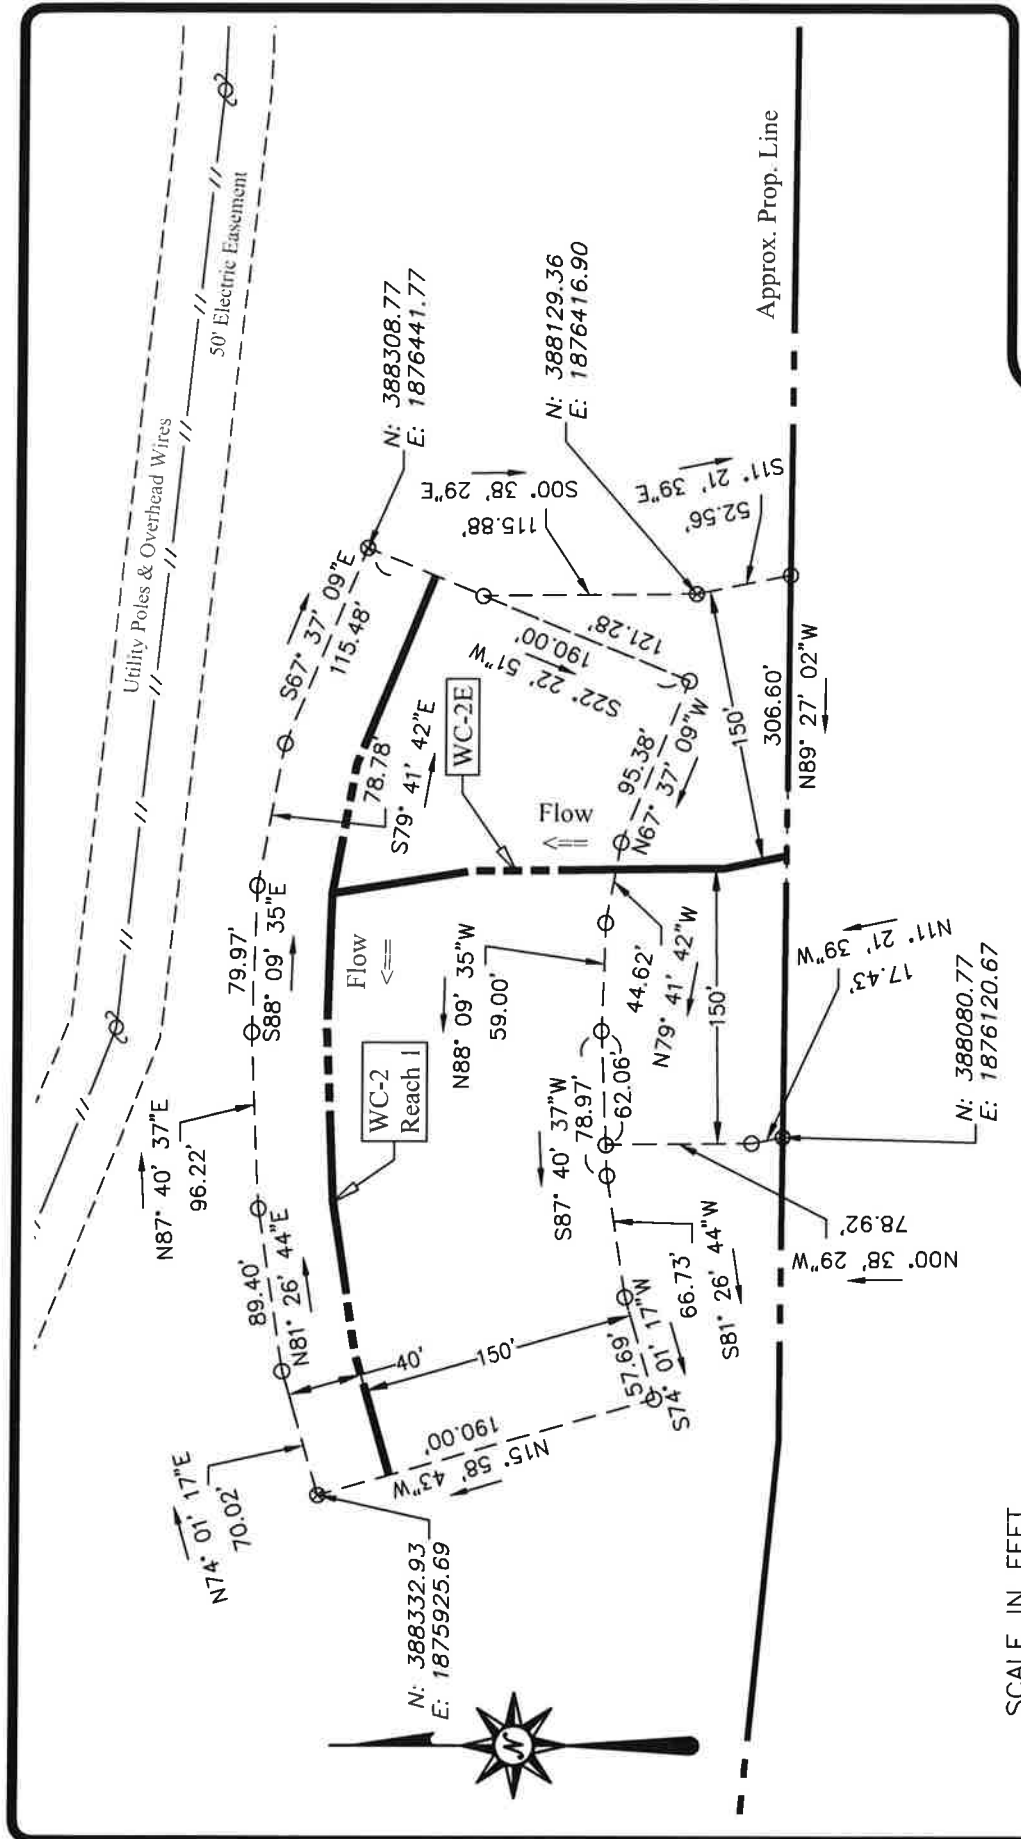 Utility Poles & Overhead Wires
50' Electric Easement
N74° 01' 17"E
70.02'
89.40'
N81° 26' 44"E
N87° 40' 37"E
96.22'
79.97'
S88° 09' 35"E
78.78'
S79° 41' 42"E
S67° 37' 09"E
115.48'
N: 388308.77
E: 1876441.77
N: 388332.93
E: 1875925.69
N15° 58' 43"W
190.00'
40'
150'
WC-2
Reach 1
Flow
<==
WC-2E
Flow
<==
S22° 22' 51"W
190.00'
121.28'
S00° 38' 29"E
115.88'
N: 388129.36
E: 1876416.90
S11° 21' 39"E
52.56'
57.69'
S74° 01' 17"W
66.73'
S81° 26' 44"W
S87° 40' 37"W
78.97'
62.06'
N88° 09' 35"W
59.00'
44.62'
N79° 41' 42"W
95.38'
N67° 37' 09"W
150'
150'
306.60'
N89° 27' 02"W
N00° 38' 29"W
78.92'
N11° 21' 39"W
17.43'
N: 388080.77
E: 1876120.67
Approx. Prop. Line
N
SCALE IN FEET